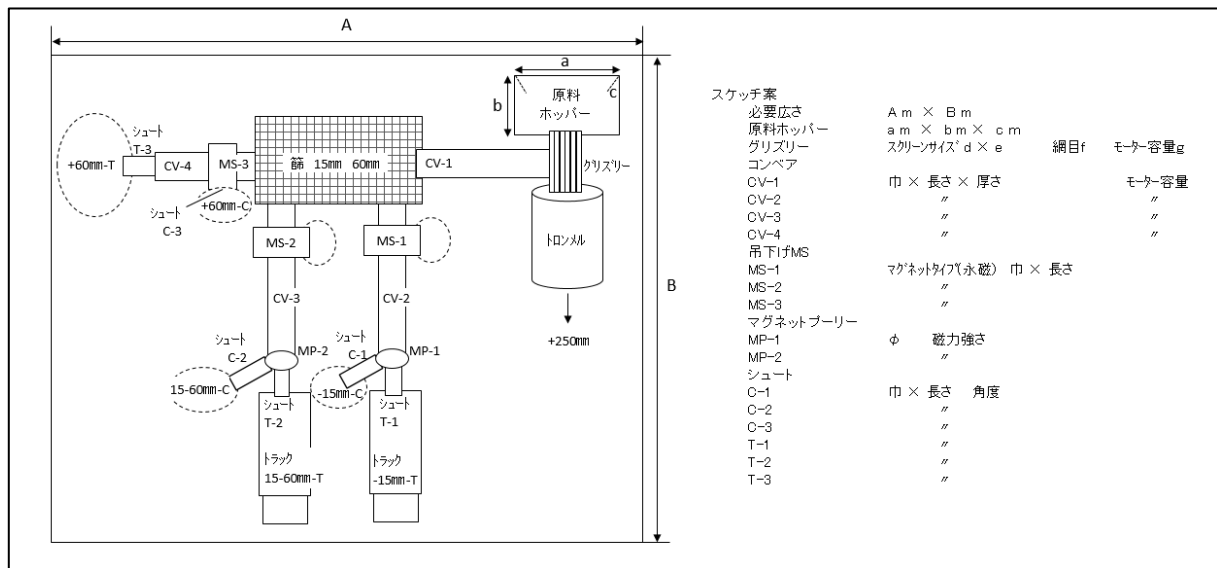 A
a
b
c
原料
ホッパー
シュート
T-3
+60mm-T
CV-4
MS-3
篩 15mm 60mm
CV-1
グリズリー
+60mm-C
シュート
C-3
MS-2
MS-1
トロンメル
B
CV-3
CV-2
+250mm
シュート
C-2
MP-2
シュート
C-1
MP-1
15-60mm-C
-15mm-C
シュート
T-2
シュート
T-1
トラック
15-60mm-T
トラック
-15mm-T
スケッチ案
必要広さ Am × Bm
原料ホッパー am × bm× cm
グリズリー スクリーンサイズd × e 網目f モーター容量g
コンベア
CV-1 巾 × 長さ × 厚さ モーター容量
CV-2 〃 〃
CV-3 〃 〃
CV-4 〃 〃
吊下げMS
MS-1 マグネットタイプ(永磁) 巾 × 長さ
MS-2 〃
MS-3 〃
マグネットプーリー
MP-1 φ 磁力強さ
MP-2 〃
シュート
C-1 巾 × 長さ 角度
C-2 〃
C-3 〃
T-1 〃
T-2 〃
T-3 〃